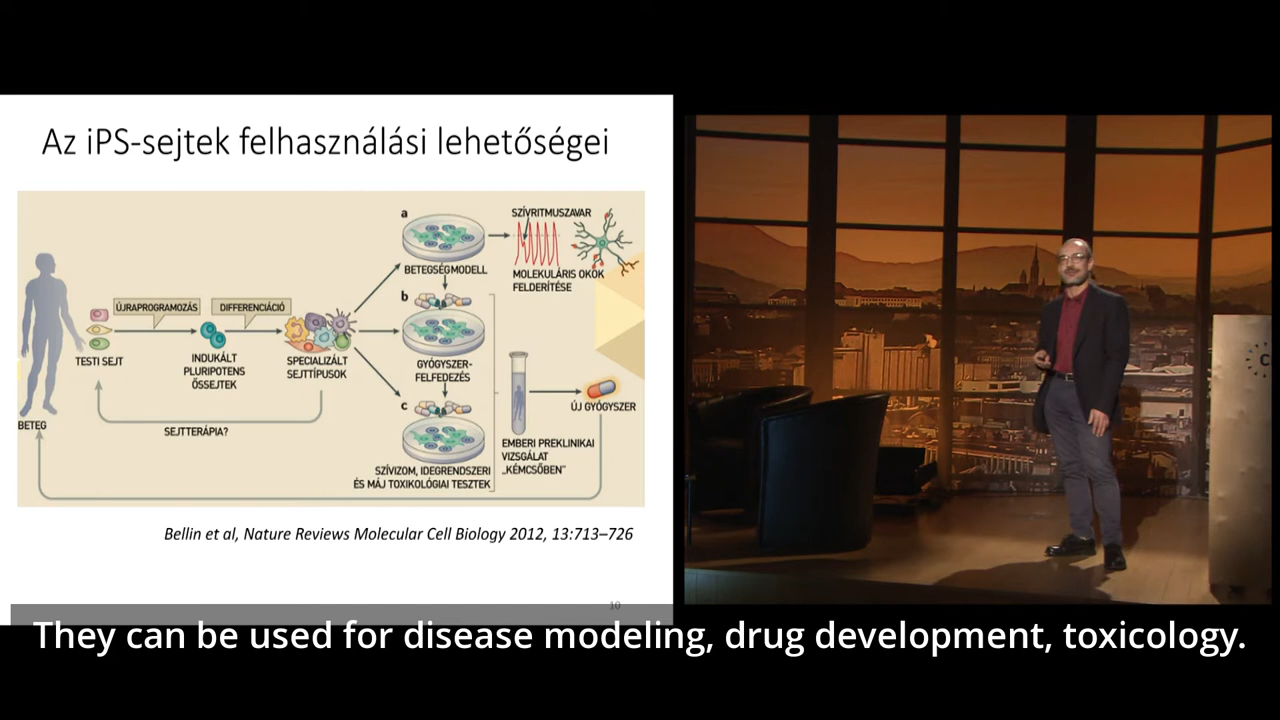 Az iPS-sejtek felhasználási lehetőségei
a
SZÍVRITMUSZAVAR
BETEGSÉGMODELL
MOLEKULÁRIS OKOK
FELDERÍTÉSE
b
ÚJRAPROGRAMOZÁS
DIFFERENCIÁCIÓ
TESTI SEJT
INDUKÁLT
PLURIPOTENS
ŐSSEJTEK
SPECIALIZÁLT
SEJTTÍPUSOK
GYÓGYSZER-
FELFEDEZÉS
c
ÚJ GYÓGYSZER
BETEG
SEJTTERÁPIA?
EMBERI PREKLINIKAI
VIZSGÁLAT
„KÉMCSŐBEN"
SZÍVIZOM, IDEGRENDSZERI
ÉS MÁJ TOXIKOLÓGIAI TESZTEK
Bellin et al, Nature Reviews Molecular Cell Biology 2012, 13:713–726
10
C
They can be used for disease modeling, drug development, toxicology.